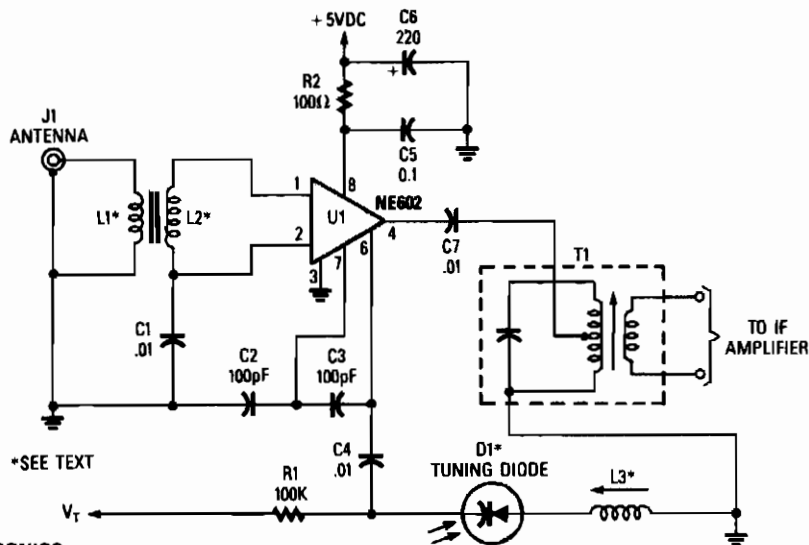 + 5VDC
C6
220
+
R2
100Ω
C5
0.1
J1
ANTENNA
L1*
L2*
1
2
8
U1
NE602
3
7
6
4
C7
.01
T1
TO IF
AMPLIFIER
C1
.01
C2
100pF
C3
100pF
*SEE TEXT
C4
.01
R1
100K
VT
D1*
TUNING DIODE
L3*